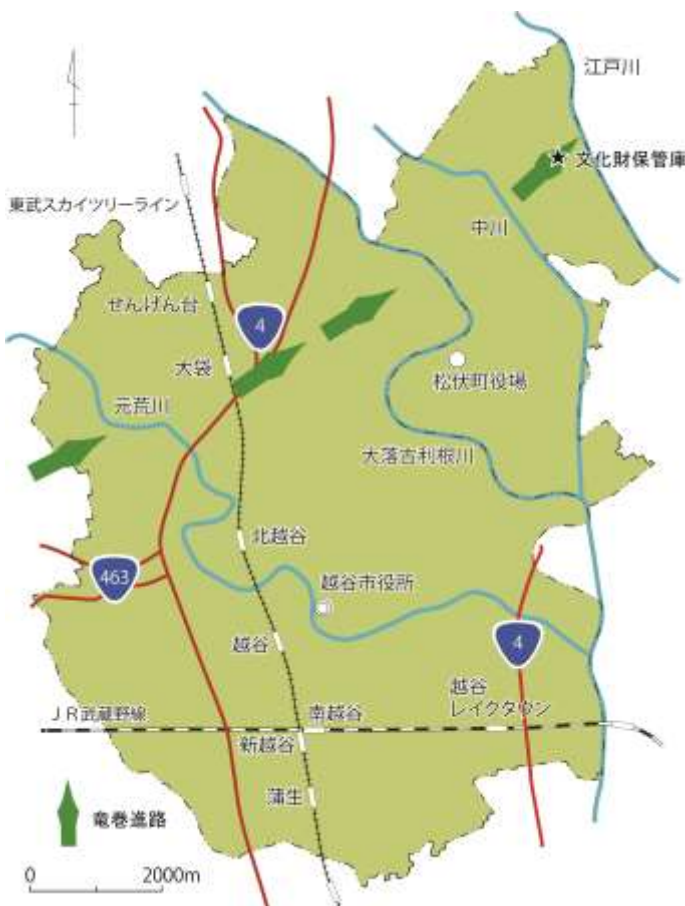 江戸川
★文化財保管庫
東武スカイツリーライン
中川
せんげん台
4
大袋
松伏町役場
元荒川
大落古利根川
北越谷
463
越谷市役所
越谷
4
越谷
レイクタウン
JR武蔵野線
南越谷
新越谷
蒲生
竜巻進路
0 2000m